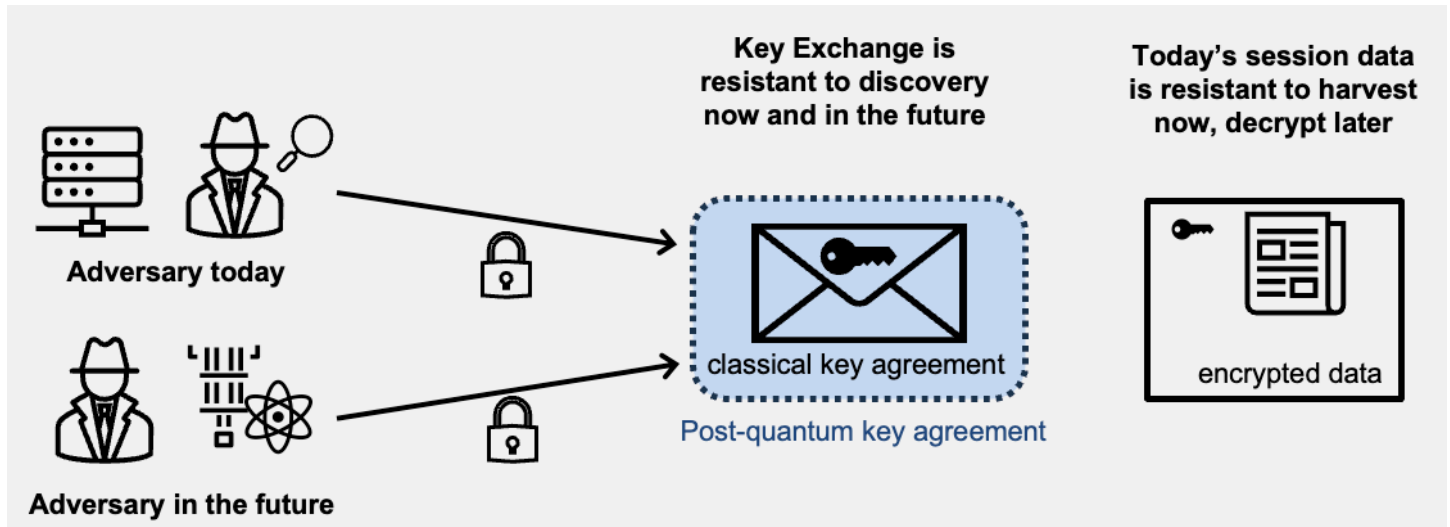 Key Exchange is
resistant to discovery
now and in the future
Today's session data
is resistant to harvest
now, decrypt later
Adversary today
classical key agreement
encrypted data
Post-quantum key agreement
Adversary in the future